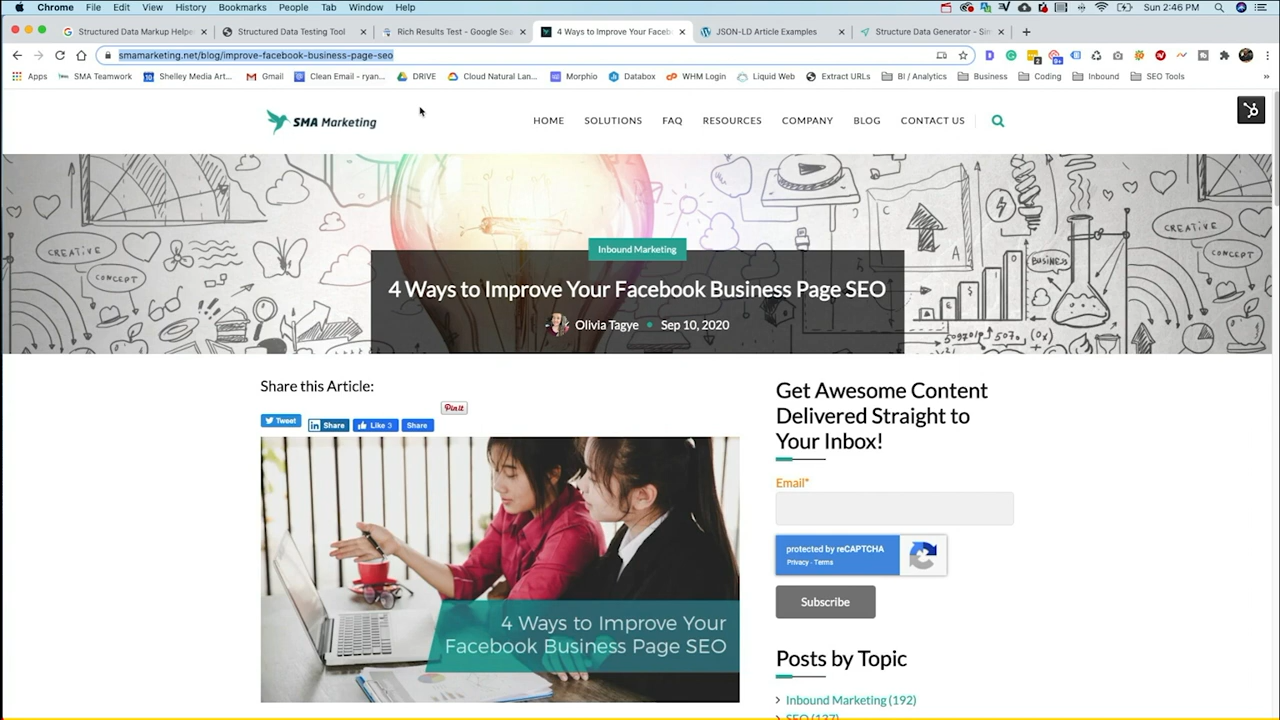 Chrome File Edit View History Bookmarks People Tab Window Help Sun 2:46 PM
Structured Data Markup Helpe Structured Data Testing Tool Rich Results Test - Google Sea 4 Ways to Improve Your Faceb JSON-LD Article Examples Structure Data Generator - Sim
smamarketing.net/blog/improve-facebook-business-page-seo
Apps SMA Teamwork Shelley Media Art... Gmail Clean Email - ryan... DRIVE Cloud Natural Lan... Morphio Databox WHM Login Liquid Web Extract URLs BI / Analytics Business Coding Inbound SEO Tools
SMA Marketing
HOME SOLUTIONS FAQ RESOURCES COMPANY BLOG CONTACT US
CREATIVE
CONCEPT
BUSINESS
CREATIVE
CONCEPT
Inbound Marketing
4 Ways to Improve Your Facebook Business Page SEO
Olivia Tagye Sep 10, 2020
Share this Article:
Tweet Share Like 3 Share Pin it
4 Ways to Improve Your
Facebook Business Page SEO
Get Awesome Content
Delivered Straight to
Your Inbox!
Email*
protected by reCAPTCHA
Privacy - Terms
Subscribe
Posts by Topic
Inbound Marketing (192)
SEO (137)